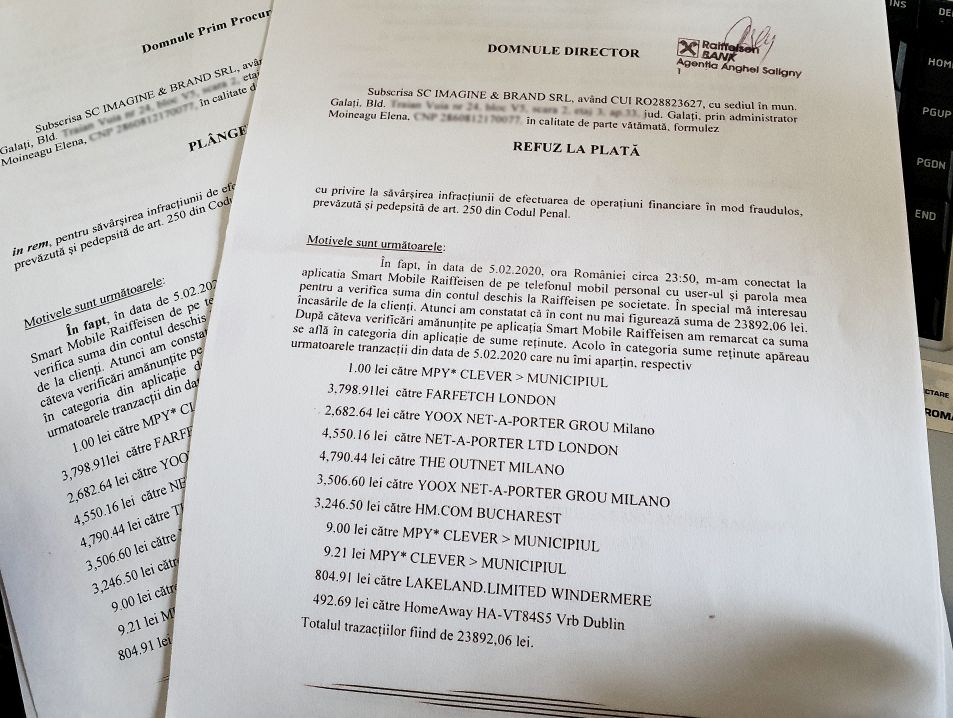 Domnule Prim Procur
Subscrisa SC IMAGINE & BRAND SRL, avân
Galați, Bld.
Moineagu Elena, în calitate d
PLÂNGE
in rem, pentru săvârșirea infracțiunii de efe
prevăzută și pedepsită de art. 250 din Codu
Motivele sunt următoarele:
În fapt, în data de 5.02.202
Smart Mobile Raiffeisen de pe te
verifica suma din contul deschis
de la clienți. Atunci am constata
câteva verificări amănunțite pe
în categoria din aplicație d
urmatoarele tranzacții din dat
1.00 lei către MPY* CL
3,798.91lei către FARFE
2,682.64 lei către YOO
4,550.16 lei către NE
4,790.44 lei către T
3,506.60 lei către
3,246.50 lei cătr
9.00 lei către
9.21 lei M
804.91 lei
DOMNULE DIRECTOR
Raiffeisen
BANK
Agentia Anghel Saligny
1
Subscrisa SC IMAGINE & BRAND SRL, având CUI RO28823627, cu sediul în mun.
Galați, Bld. jud. Galați, prin administrator
Moineagu Elena, în calitate de parte vătămată, formulez
REFUZ LA PLATĂ
cu privire la săvârșirea infracțiunii de efectuarea de operațiuni financiare în mod fraudulos,
prevăzută și pedepsită de art. 250 din Codul Penal.
Motivele sunt următoarele:
În fapt, în data de 5.02.2020, ora României circa 23:50, m-am conectat la
aplicatia Smart Mobile Raiffeisen de pe telefonul mobil personal cu user-ul și parola mea
pentru a verifica suma din contul deschis la Raiffeisen pe societate. În special mă interesau
încasările de la clienți. Atunci am constatat că in cont nu mai figurează suma de 23892,06 lei.
După câteva verificări amănunțite pe aplicația Smart Mobile Raiffeisen am remarcat ca suma
se află în categoria din aplicație de sume reținute. Acolo în categoria sume reținute apăreau
urmatoarele tranzacții din data de 5.02.2020 care nu îmi aparțin, respectiv
1.00 lei către MPY* CLEVER > MUNICIPIUL
3,798.91lei către FARFETCH LONDON
2,682.64 lei către YOOX NET-A-PORTER GROU Milano
4,550.16 lei către NET-A-PORTER LTD LONDON
4,790.44 lei către THE OUTNET MILANO
3,506.60 lei către YOOX NET-A-PORTER GROU MILANO
3,246.50 lei către HM.COM BUCHAREST
9.00 lei către MPY* CLEVER > MUNICIPIUL
9.21 lei MPY* CLEVER > MUNICIPIUL
804.91 lei către LAKELAND.LIMITED WINDERMERE
492.69 lei către HomeAway HA-VT84S5 Vrb Dublin
Totalul trazacțiilor fiind de 23892,06 lei.
INS
DE
HOM
PGUP
PGDN
END
CTARE
ROMA